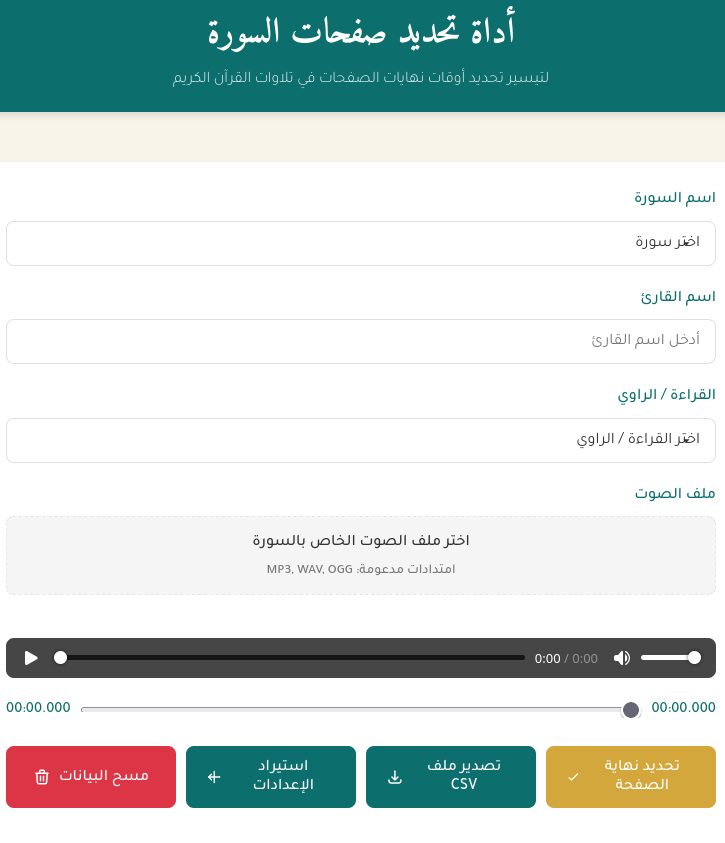 أداة تحديد صفحات السورة
لتيسير تحديد أوقات نهايات الصفحات في تلاوات القرآن الكريم
اسم السورة
اختر سورة
اسم القارئ
أدخل اسم القارئ
القراءة / الراوي
اختر القراءة / الراوي
ملف الصوت
اختر ملف الصوت الخاص بالسورة
امتدادات مدعومة: MP3, WAV, OGG
0:00 / 0:00
00:00.000
00:00.000
تحديد نهاية
الصفحة
تصدير ملف
CSV
استيراد
الإعدادات
مسح البيانات